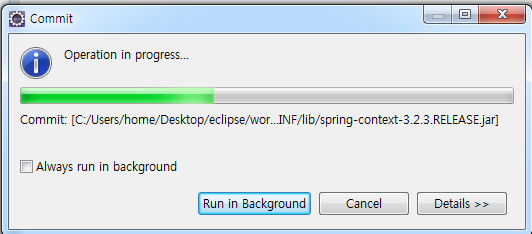 Commit
Operation in progress...
Commit: [C:/Users/home/Desktop/eclipse/wor...INF/lib/spring-context-3.2.3.RELEASE.jar]
Always run in background
Run in Background
Cancel
Details >>